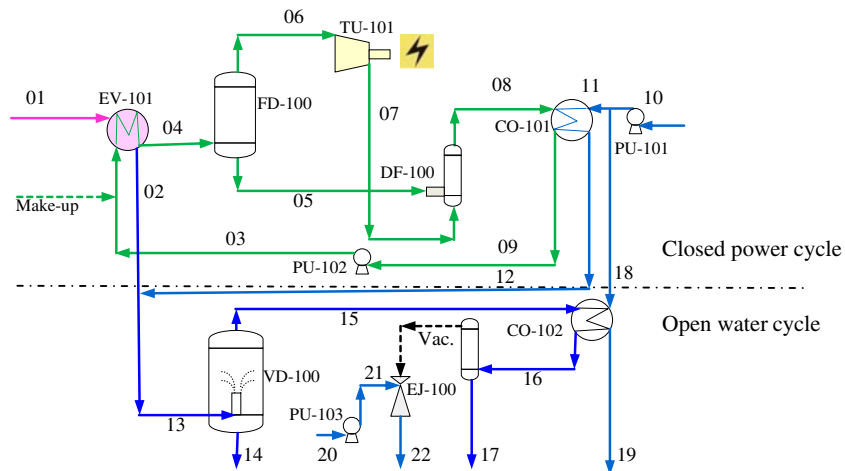 06
TU-101
01
EV-101
04
FD-100
07
08
11
10
CO-101
PU-101
DF-100
02
05
Make-up
03
PU-102
09
12
18
Closed power cycle
15
CO-102
Open water cycle
Vac.
VD-100
21
EJ-100
16
PU-103
13
20
14
22
17
19